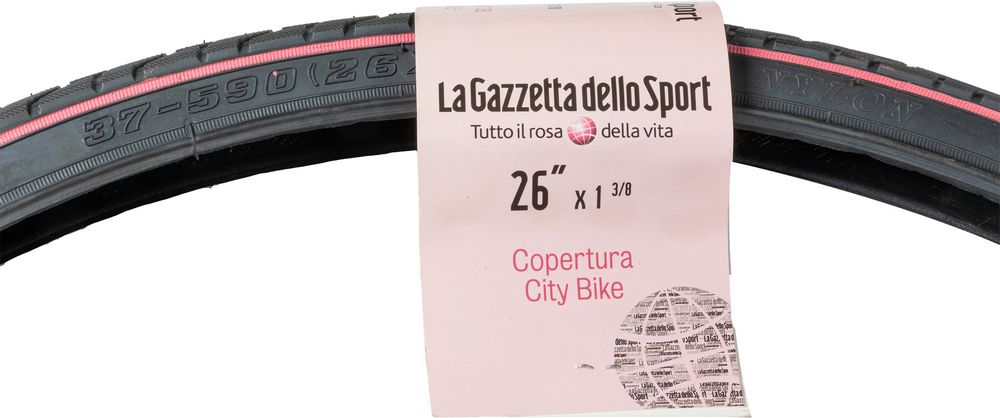 37-590 (26
NYLON
La Gazzetta dello Sport
Tutto il rosa della vita
26” x 1 3/8
Copertura
City Bike